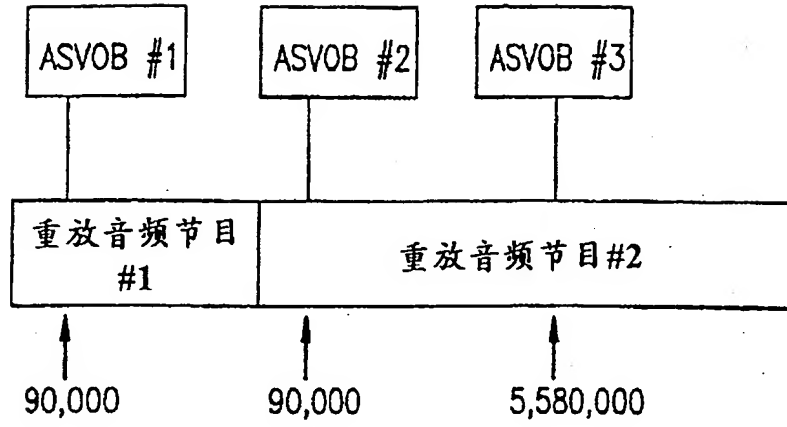 ASVOB #1
ASVOB #2
ASVOB #3
重放音频节目
#1
重放音频节目#2
90,000
90,000
5,580,000